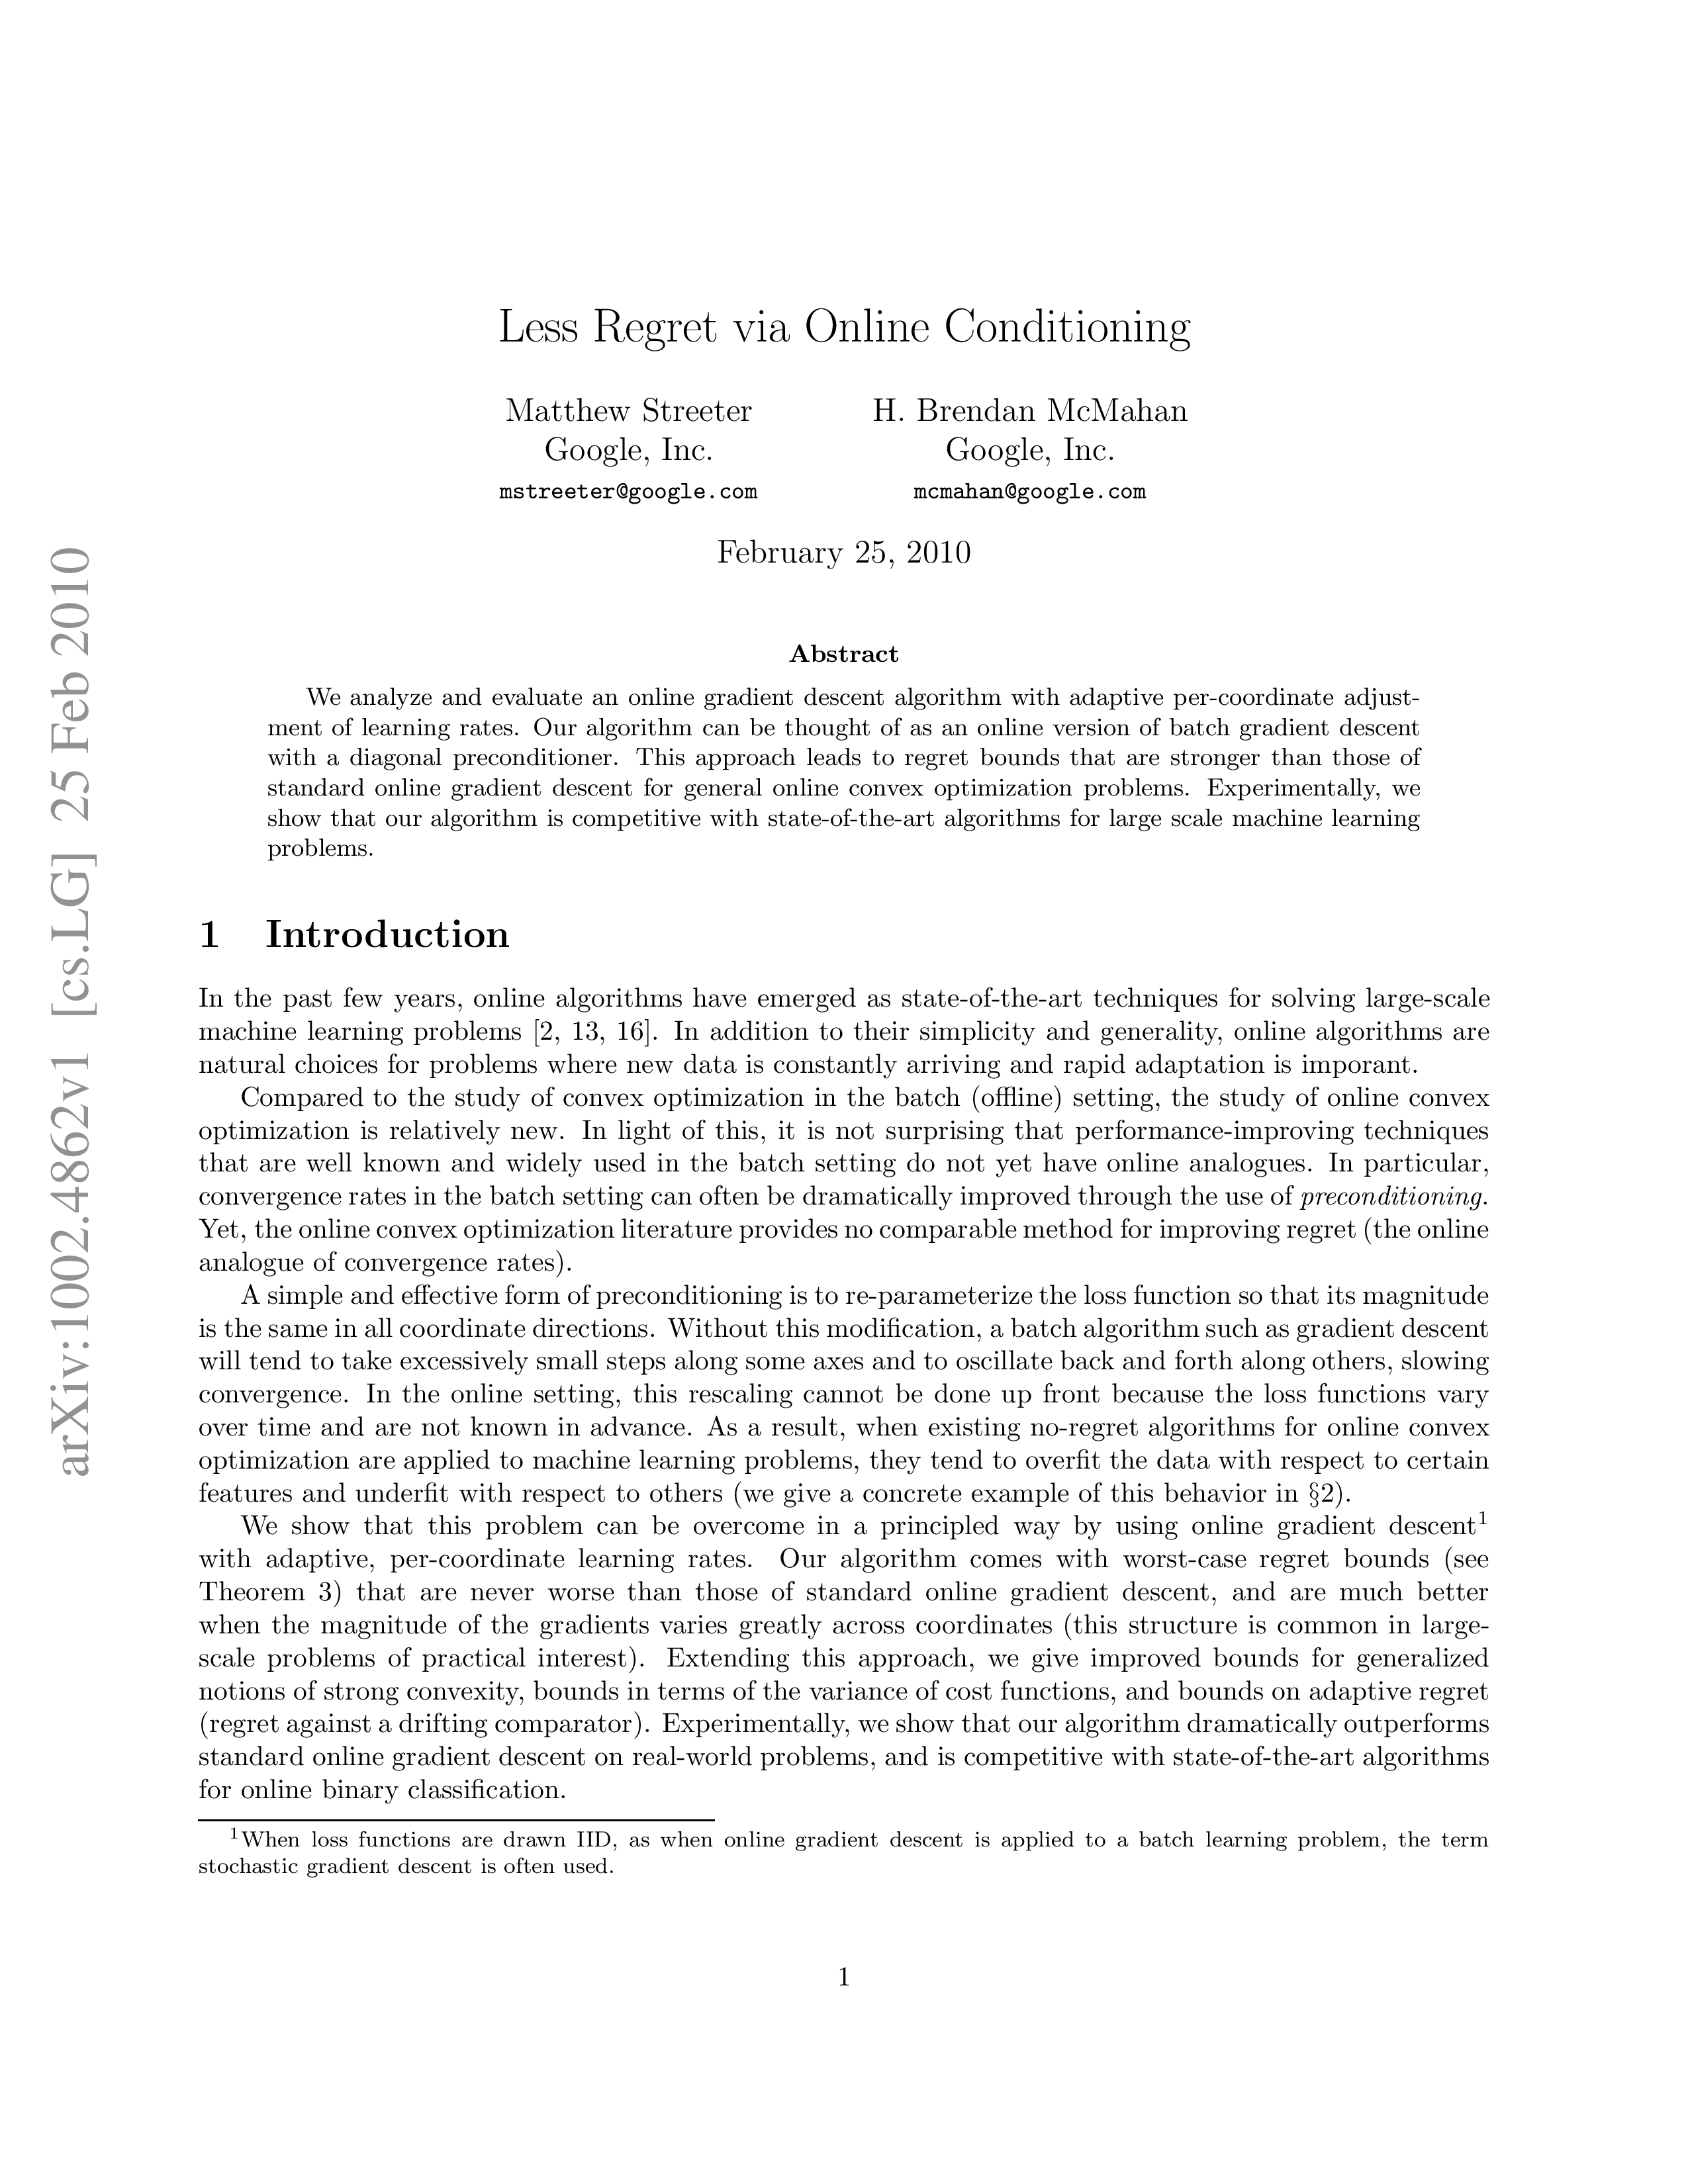 Less Regret via Online Conditioning
Matthew Streeter
Google, Inc.
mstreeter@google.com
H. Brendan McMahan
Google, Inc.
mcmahan@google.com
February 25, 2010
arXiv:1002.4862v1 [cs.LG] 25 Feb 2010
Abstract
We analyze and evaluate an online gradient descent algorithm with adaptive per-coordinate adjust-
ment of learning rates. Our algorithm can be thought of as an online version of batch gradient descent
with a diagonal preconditioner. This approach leads to regret bounds that are stronger than those of
standard online gradient descent for general online convex optimization problems. Experimentally, we
show that our algorithm is competitive with state-of-the-art algorithms for large scale machine learning
problems.
1 Introduction
In the past few years, online algorithms have emerged as state-of-the-art techniques for solving large-scale
machine learning problems [2, 13, 16]. In addition to their simplicity and generality, online algorithms are
natural choices for problems where new data is constantly arriving and rapid adaptation is imporant.
Compared to the study of convex optimization in the batch (offline) setting, the study of online convex
optimization is relatively new. In light of this, it is not surprising that performance-improving techniques
that are well known and widely used in the batch setting do not yet have online analogues. In particular,
convergence rates in the batch setting can often be dramatically improved through the use of preconditioning.
Yet, the online convex optimization literature provides no comparable method for improving regret (the online
analogue of convergence rates).
A simple and effective form of preconditioning is to re-parameterize the loss function so that its magnitude
is the same in all coordinate directions. Without this modification, a batch algorithm such as gradient descent
will tend to take excessively small steps along some axes and to oscillate back and forth along others, slowing
convergence. In the online setting, this rescaling cannot be done up front because the loss functions vary
over time and are not known in advance. As a result, when existing no-regret algorithms for online convex
optimization are applied to machine learning problems, they tend to overfit the data with respect to certain
features and underfit with respect to others (we give a concrete example of this behavior in §2).
We show that this problem can be overcome in a principled way by using online gradient descent¹
with adaptive, per-coordinate learning rates. Our algorithm comes with worst-case regret bounds (see
Theorem 3) that are never worse than those of standard online gradient descent, and are much better
when the magnitude of the gradients varies greatly across coordinates (this structure is common in large-
scale problems of practical interest). Extending this approach, we give improved bounds for generalized
notions of strong convexity, bounds in terms of the variance of cost functions, and bounds on adaptive regret
(regret against a drifting comparator). Experimentally, we show that our algorithm dramatically outperforms
standard online gradient descent on real-world problems, and is competitive with state-of-the-art algorithms
for online binary classification.
¹When loss functions are drawn IID, as when online gradient descent is applied to a batch learning problem, the term
stochastic gradient descent is often used.
1